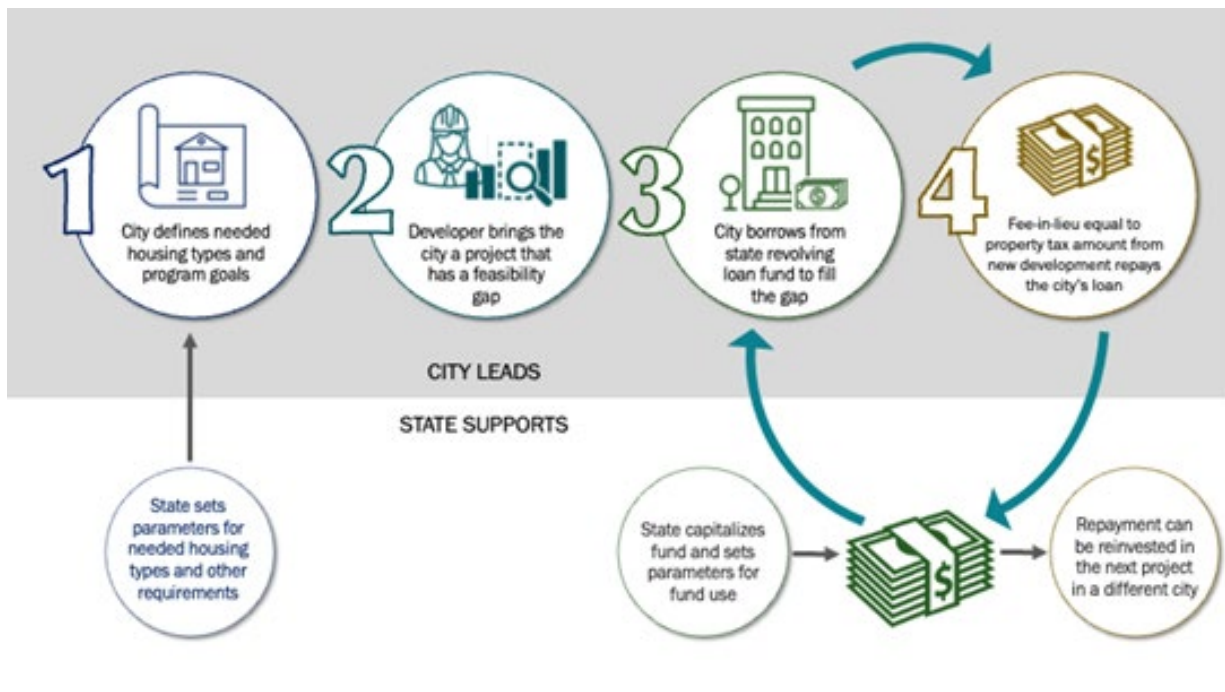 1
City defines needed
housing types and
program goals
2
Developer brings the
city a project that
has a feasibility
gap
3
City borrows from
state revolving
loan fund to fill
the gap
4
$
Fee-in-lieu equal to
property tax amount from
new development repays
the city's loan
CITY LEADS
STATE SUPPORTS
State sets
parameters for
needed housing
types and other
requirements
State capitalizes
fund and sets
parameters for
fund use
$
Repayment can
be reinvested in
the next project
in a different city